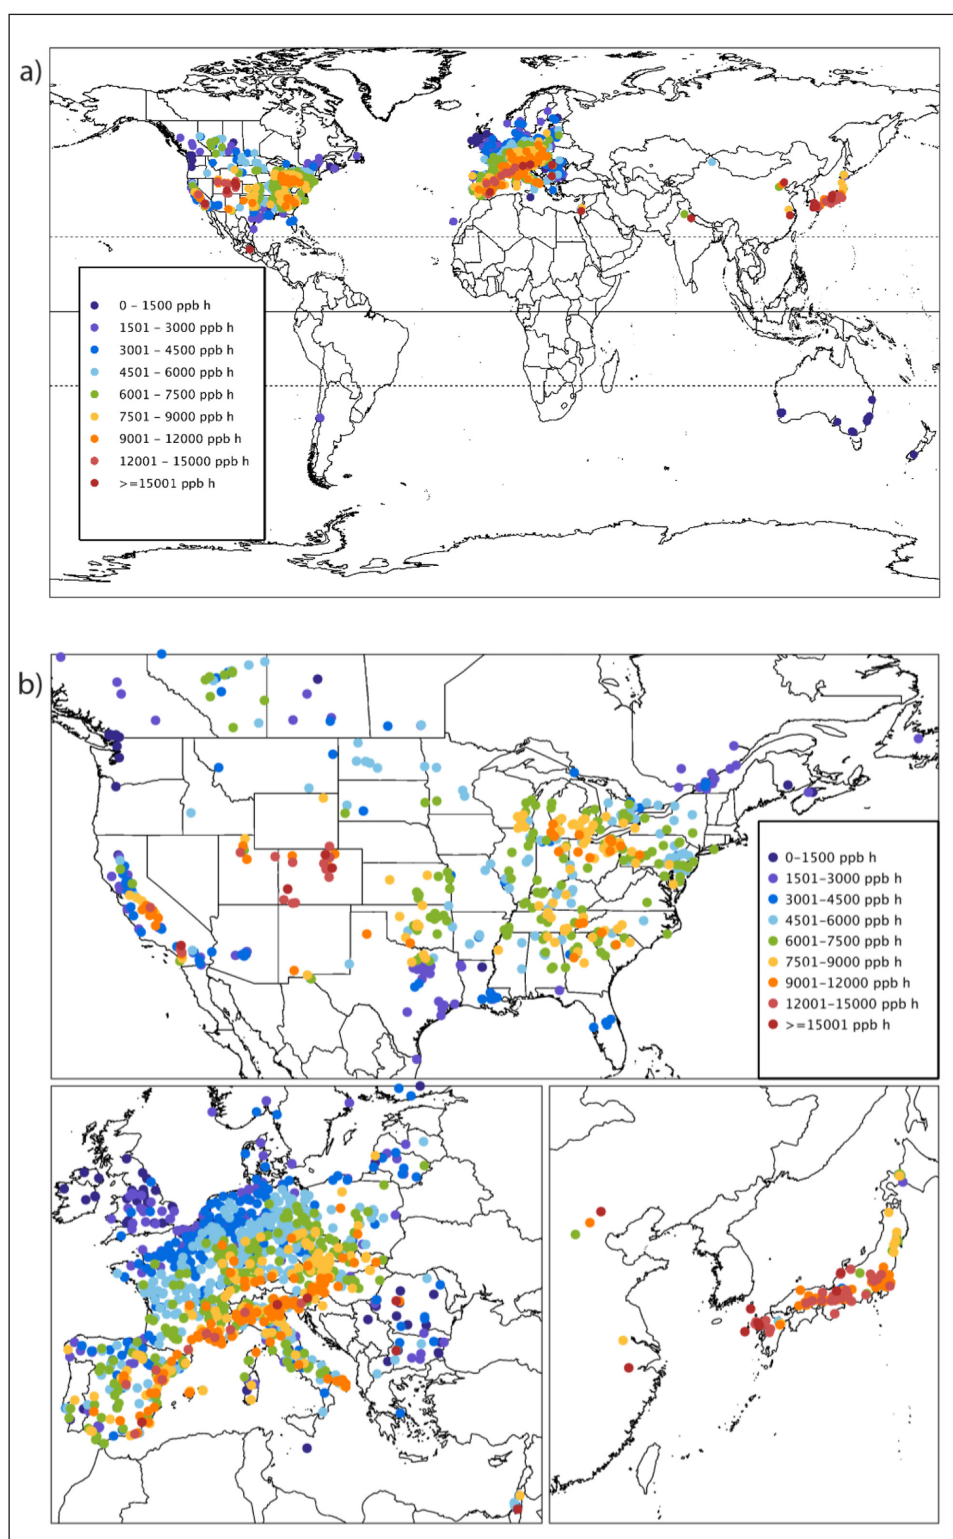 a)
0 – 1500 ppb h
1501 – 3000 ppb h
3001 – 4500 ppb h
4501 – 6000 ppb h
6001 – 7500 ppb h
7501 – 9000 ppb h
9001 – 12000 ppb h
12001 – 15000 ppb h
>=15001 ppb h
b)
0–1500 ppb h
1501–3000 ppb h
3001–4500 ppb h
4501–6000 ppb h
6001–7500 ppb h
7501–9000 ppb h
9001–12000 ppb h
12001–15000 ppb h
>=15001 ppb h